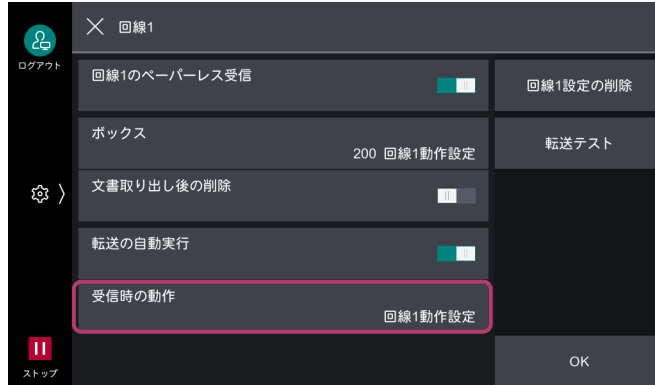 回線1
ログアウト
回線1のペーパーレス受信
回線1設定の削除
ボックス
200 回線1動作設定
転送テスト
文書取り出し後の削除
転送の自動実行
受信時の動作
回線1動作設定
ストップ
OK